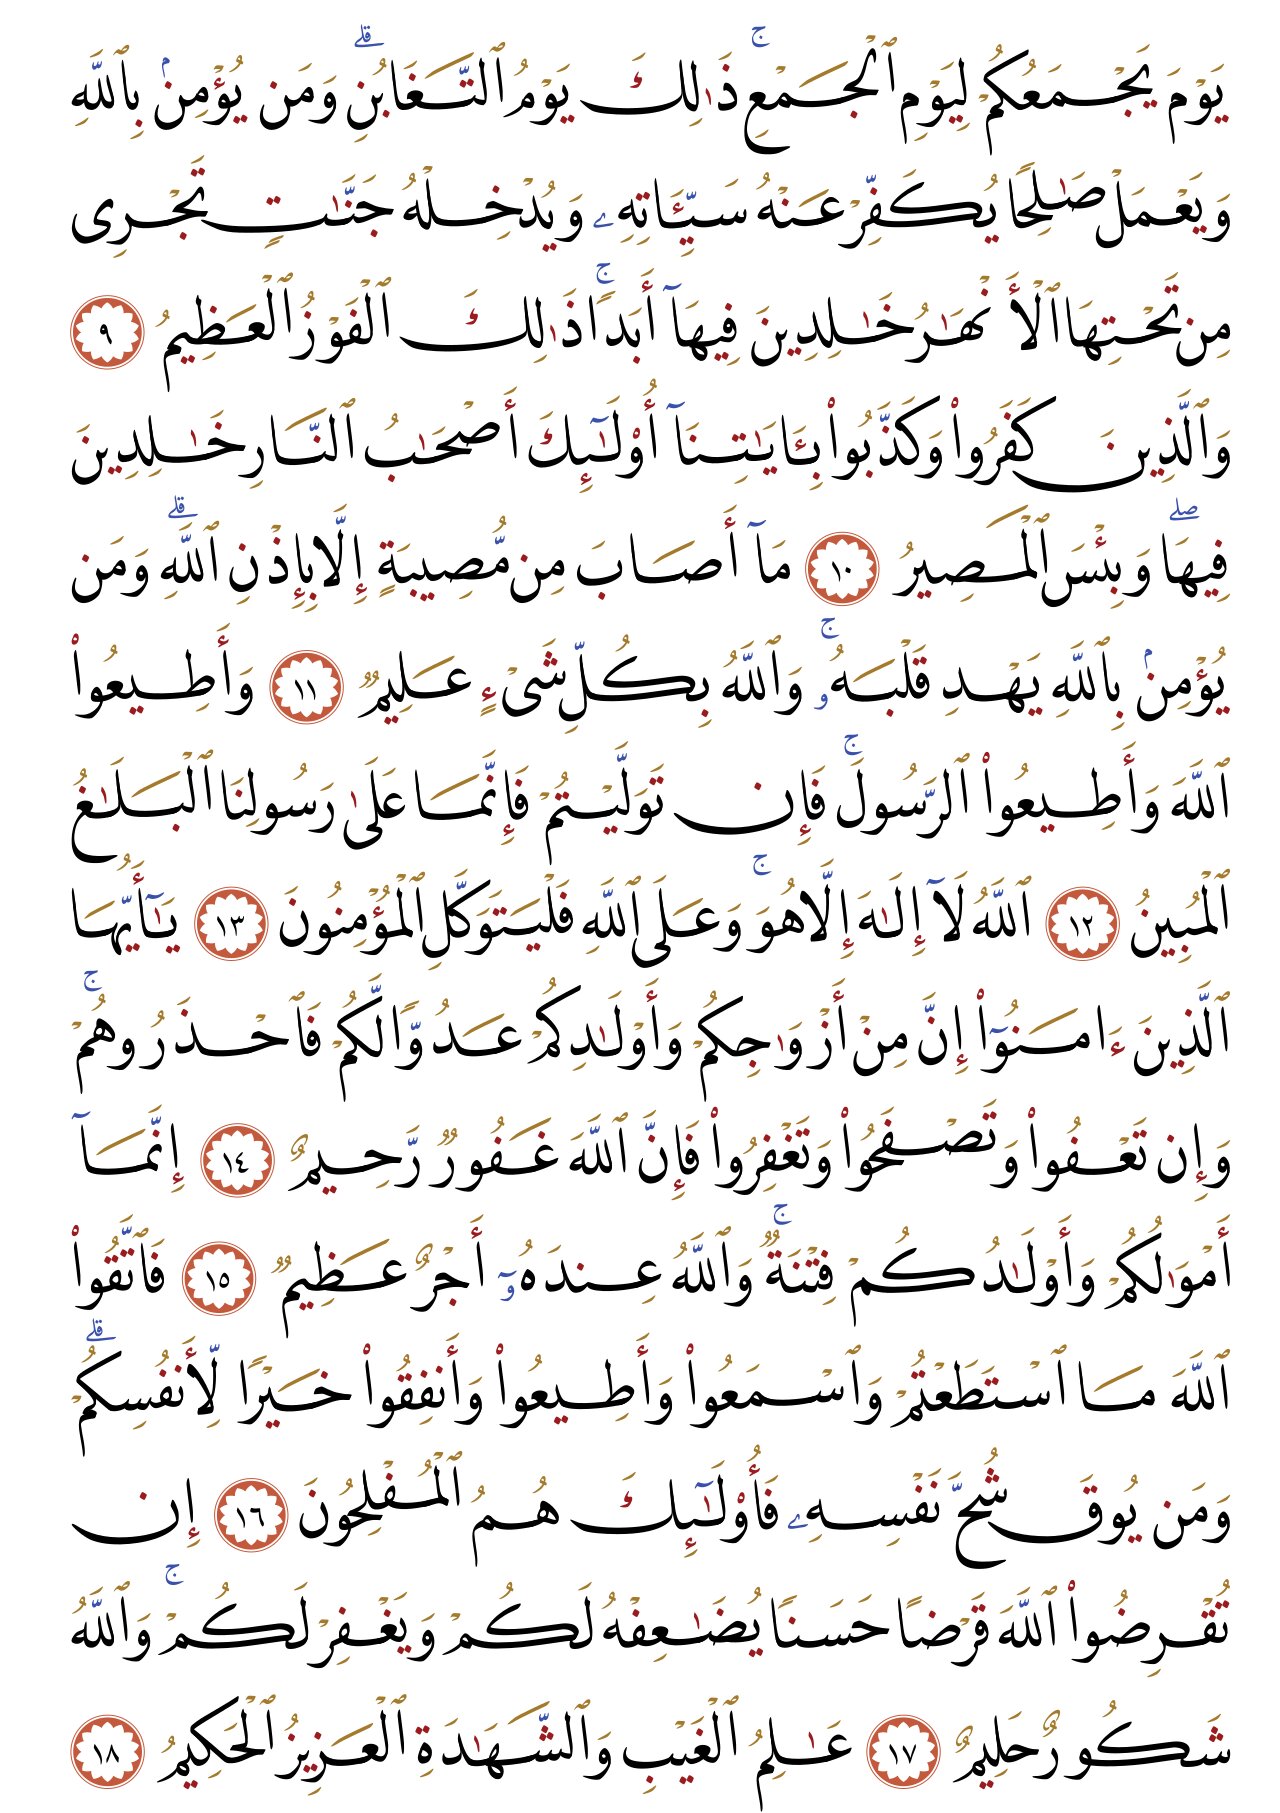 يَوْمَ يَجْمَعُكُمْ لِيَوْمِ ٱلْجَمْعِ ۖ ذَٰلِكَ يَوْمُ ٱلتَّغَابُنِ ۗ وَمَن يُؤْمِنۢ بِٱللَّهِ
وَيَعْمَلْ صَٰلِحًا يُكَفِّرْ عَنْهُ سَيِّـَٔاتِهِۦ وَيُدْخِلْهُ جَنَّٰتٍ تَجْرِى
مِن تَحْتِهَا ٱلْأَنْهَٰرُ خَٰلِدِينَ فِيهَآ أَبَدًا ۚ ذَٰلِكَ ٱلْفَوْزُ ٱلْعَظِيمُ ٩
وَٱلَّذِينَ كَفَرُوا۟ وَكَذَّبُوا۟ بِـَٔايَٰتِنَآ أُو۟لَٰٓئِكَ أَصْحَٰبُ ٱلنَّارِ خَٰلِدِينَ
فِيهَا ۖ وَبِئْسَ ٱلْمَصِيرُ ١٠ مَآ أَصَابَ مِن مُّصِيبَةٍ إِلَّا بِإِذْنِ ٱللَّهِ ۗ وَمَن
يُؤْمِنۢ بِٱللَّهِ يَهْدِ قَلْبَهُۥ ۚ وَٱللَّهُ بِكُلِّ شَىْءٍ عَلِيمٌ ١١ وَأَطِيعُوا۟
ٱللَّهَ وَأَطِيعُوا۟ ٱلرَّسُولَ ۚ فَإِن تَوَلَّيْتُمْ فَإِنَّمَا عَلَىٰ رَسُولِنَا ٱلْبَلَٰغُ
ٱلْمُبِينُ ١٢ ٱللَّهُ لَآ إِلَٰهَ إِلَّا هُوَ ۚ وَعَلَى ٱللَّهِ فَلْيَتَوَكَّلِ ٱلْمُؤْمِنُونَ ١٣ يَٰٓأَيُّهَا
ٱلَّذِينَ ءَامَنُوٓا۟ إِنَّ مِنْ أَزْوَٰجِكُمْ وَأَوْلَٰدِكُمْ عَدُوًّا لَّكُمْ فَٱحْذَرُوهُمْ ۚ
وَإِن تَعْفُوا۟ وَتَصْفَحُوا۟ وَتَغْفِرُوا۟ فَإِنَّ ٱللَّهَ غَفُورٌ رَّحِيمٌ ١٤ إِنَّمَآ
أَمْوَٰلُكُمْ وَأَوْلَٰدُكُمْ فِتْنَةٌ ۚ وَٱللَّهُ عِندَهُۥٓ أَجْرٌ عَظِيمٌ ١٥ فَٱتَّقُوا۟
ٱللَّهَ مَا ٱسْتَطَعْتُمْ وَٱسْمَعُوا۟ وَأَطِيعُوا۟ وَأَنفِقُوا۟ خَيْرًا لِّأَنفُسِكُمْ ۗ
وَمَن يُوقَ شُحَّ نَفْسِهِۦ فَأُو۟لَٰٓئِكَ هُمُ ٱلْمُفْلِحُونَ ١٦ إِن
تُقْرِضُوا۟ ٱللَّهَ قَرْضًا حَسَنًا يُضَٰعِفْهُ لَكُمْ وَيَغْفِرْ لَكُمْ ۚ وَٱللَّهُ
شَكُورٌ حَلِيمٌ ١٧ عَٰلِمُ ٱلْغَيْبِ وَٱلشَّهَٰدَةِ ٱلْعَزِيزُ ٱلْحَكِيمُ ١٨